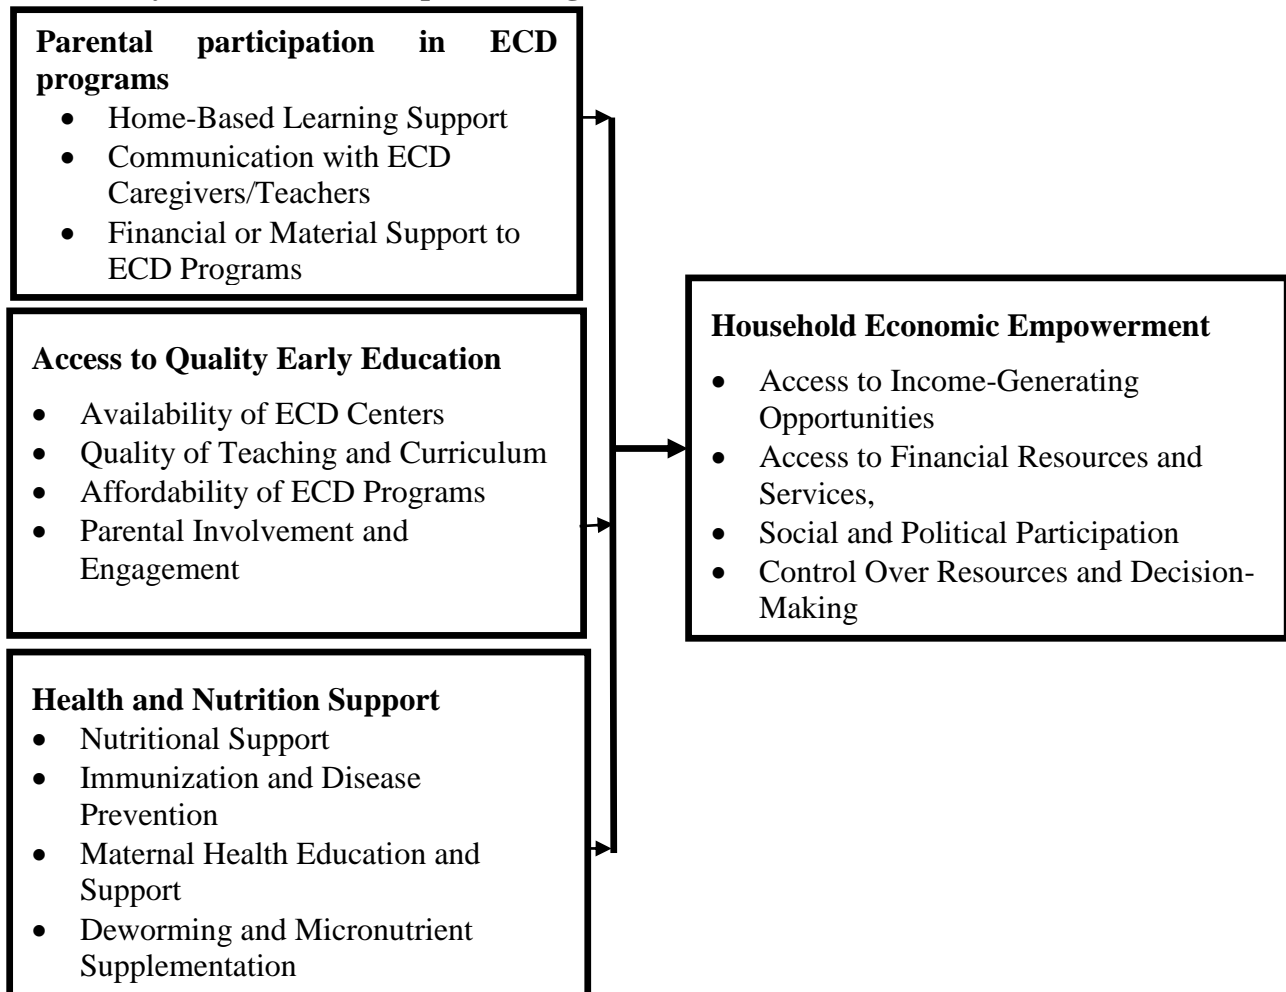 Parental participation in ECD
programs
• Home-Based Learning Support
• Communication with ECD
Caregivers/Teachers
• Financial or Material Support to
ECD Programs
Access to Quality Early Education
• Availability of ECD Centers
• Quality of Teaching and Curriculum
• Affordability of ECD Programs
• Parental Involvement and
Engagement
Health and Nutrition Support
• Nutritional Support
• Immunization and Disease
Prevention
• Maternal Health Education and
Support
• Deworming and Micronutrient
Supplementation
Household Economic Empowerment
• Access to Income-Generating
Opportunities
• Access to Financial Resources and
Services,
• Social and Political Participation
• Control Over Resources and Decision-
Making